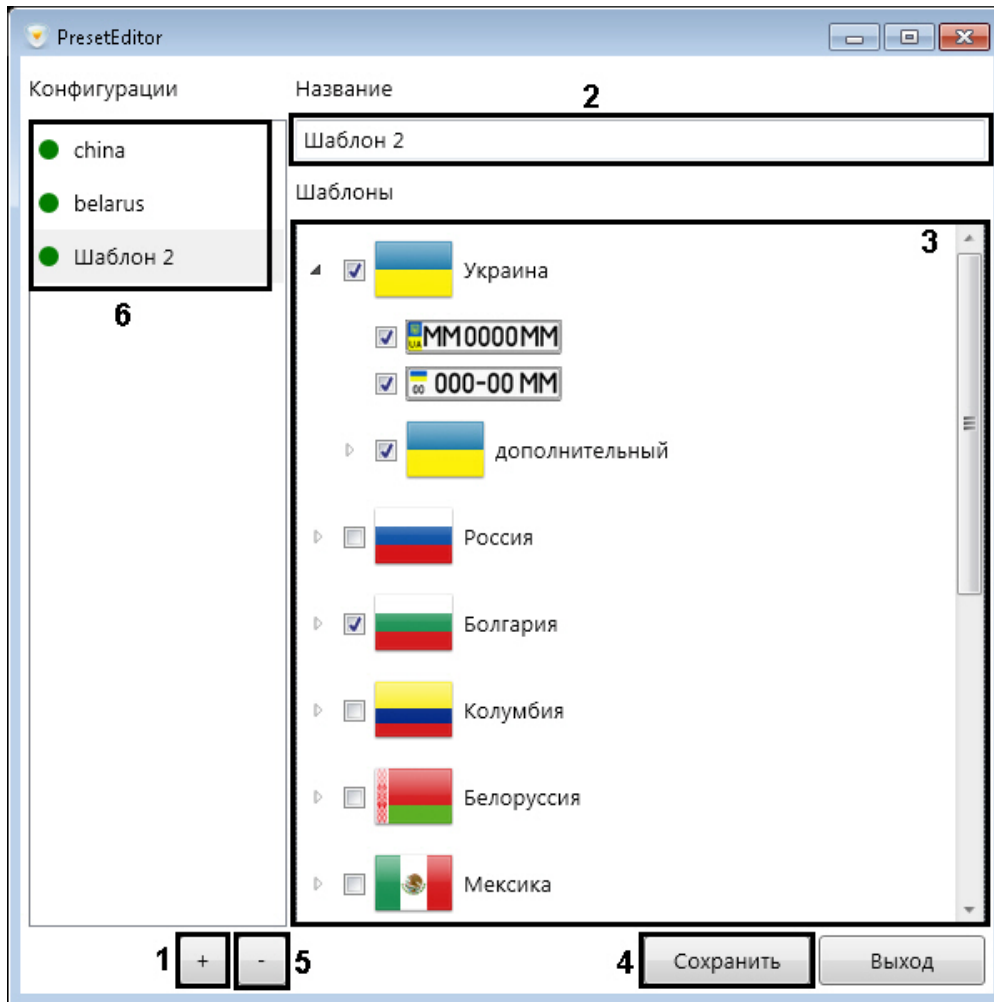 PresetEditor
Конфигурации
Название
2
Шаблон 2
china
belarus
Шаблон 2
6
Шаблоны
3
Украина
UA MM0000MM
00 000-00 MM
дополнительный
Россия
Болгария
Колумбия
Белоруссия
Мексика
1 + - 5
4 Сохранить Выход